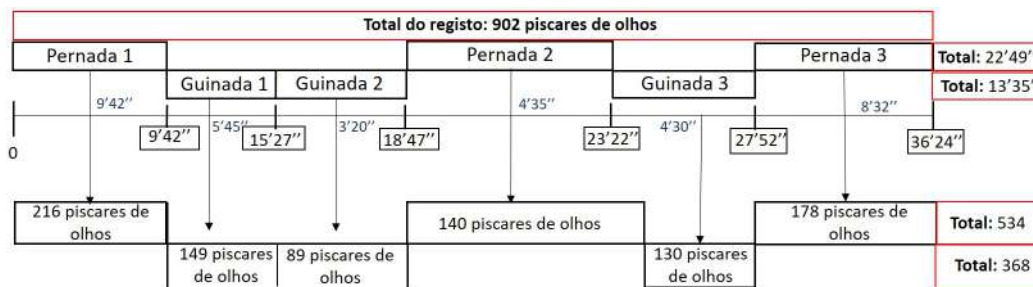 Total do registo: 902 piscares de olhos
Pernada 1
Pernada 2
Pernada 3
Total: 22'49''
Guinada 1
Guinada 2
Guinada 3
Total: 13'35''
9'42''
5'45''
3'20''
4'35''
4'30''
8'32''
0
9'42''
15'27''
18'47''
23'22''
27'52''
36'24''
216 piscares de
olhos
140 piscares de olhos
178 piscares de
olhos
Total: 534
149 piscares
de olhos
89 piscares
de olhos
130 piscares
de olhos
Total: 368